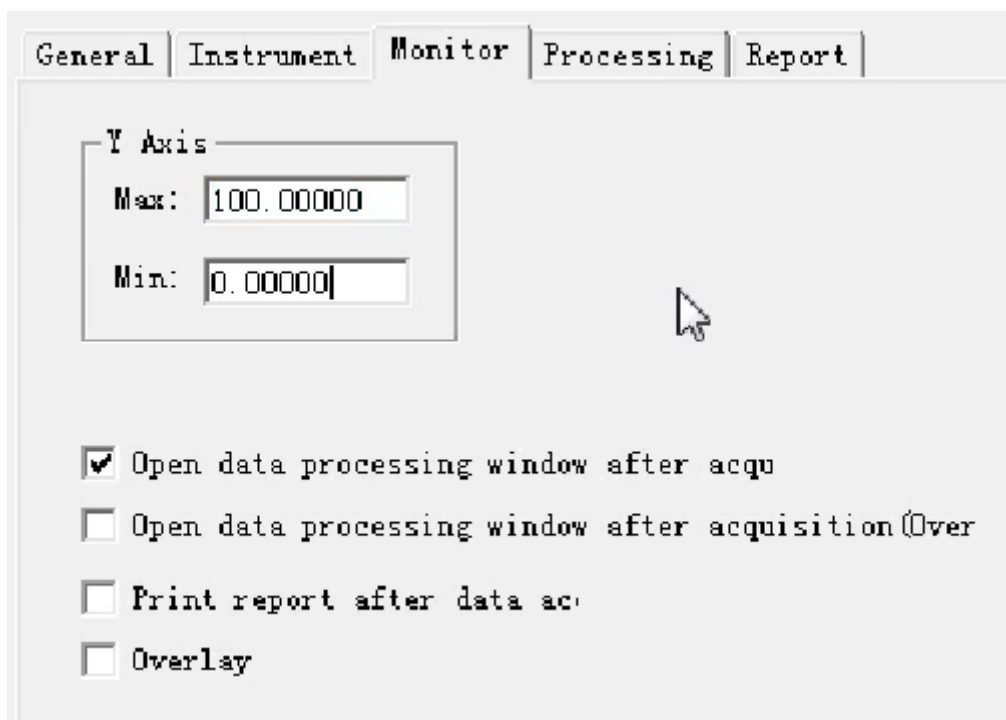 General Instrument Monitor Processing Report
Y Axis
Max: 100.00000
Min: 0.00000
Open data processing window after acqu
Open data processing window after acquisition(Over
Print report after data ac
Overlay